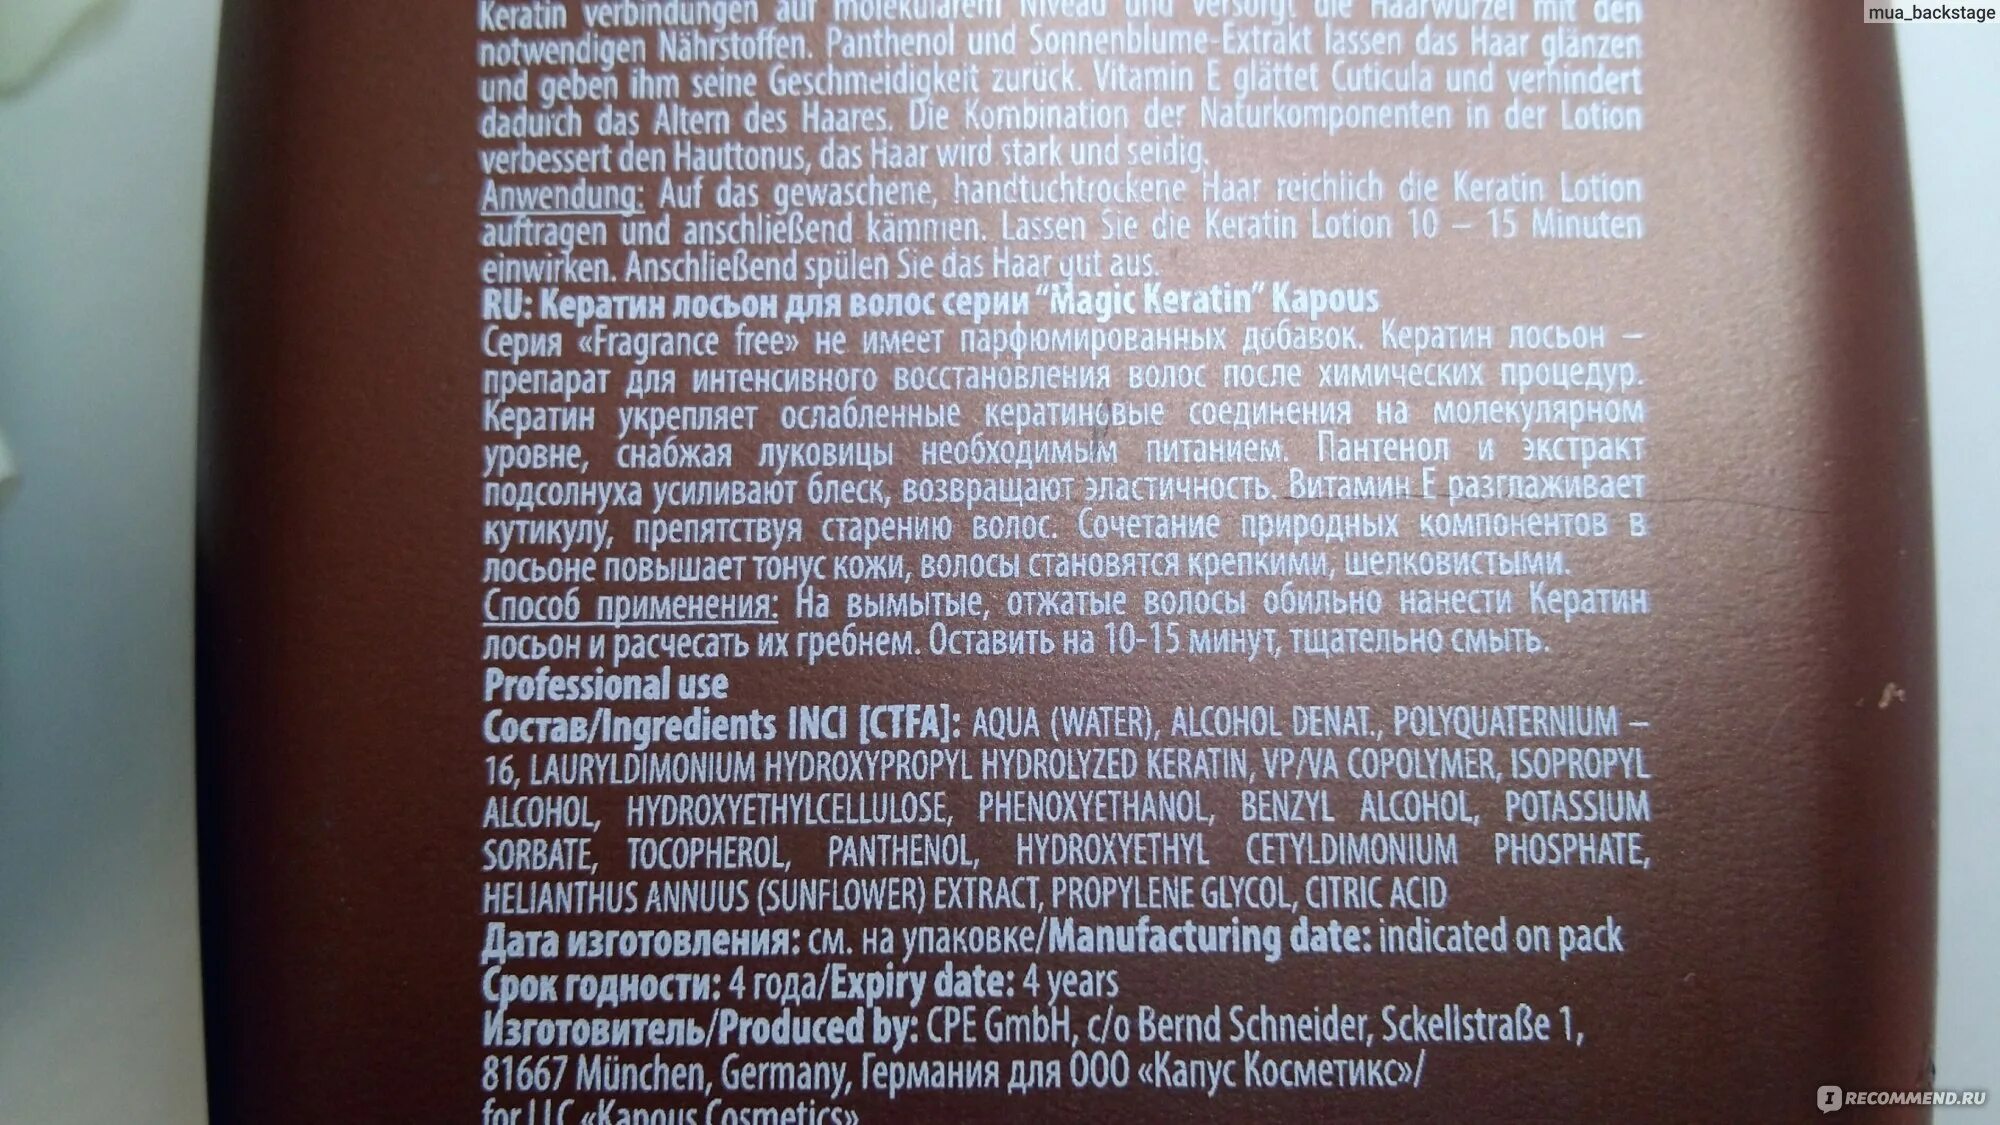 mua_backstage
Keratin verbindungen auf molekularem Niveau und versorgt die Haarwurzel mit den
notwendigen Nährstoffen. Panthenol und Sonnenblume-Extrakt lassen das Haar glänzen
und geben ihm seine Geschmeidigkeit zurück. Vitamin E glättet Cuticula und verhindert
dadurch das Altern des Haares. Die Kombination der Naturkomponenten in der Lotion
verbessert den Hauttonus, das Haar wird stark und seidig.
Anwendung: Auf das gewaschene, handtuchtrockene Haar reichlich die Keratin Lotion
auftragen und anschließend kämmen. Lassen Sie die Keratin Lotion 10 – 15 Minuten
einwirken. Anschließend spülen Sie das Haar gut aus.
RU: Кератин лосьон для волос серии "Magic Keratin" Kapous
Серия «Fragrance free» не имеет парфюмированных добавок. Кератин лосьон –
препарат для интенсивного восстановления волос после химических процедур.
Кератин укрепляет ослабленные кератиновые соединения на молекулярном
уровне, снабжая луковицы необходимым питанием. Пантенол и экстракт
подсолнуха усиливают блеск, возвращают эластичность. Витамин Е разглаживает
кутикулу, препятствуя старению волос. Сочетание природных компонентов в
лосьоне повышает тонус кожи, волосы становятся крепкими, шелковистыми.
Способ применения: На вымытые, отжатые волосы обильно нанести Кератин
лосьон и расчесать их гребнем. Оставить на 10-15 минут, тщательно смыть.
Professional use
Состав/Ingredients INCI [CTFA]: AQUA (WATER), ALCOHOL DENAT., POLYQUATERNIUM –
16, LAURYLDIMONIUM HYDROXYPROPYL HYDROLYZED KERATIN, VP/VA COPOLYMER, ISOPROPYL
ALCOHOL, HYDROXYETHYLCELLULOSE, PHENOXYETHANOL, BENZYL ALCOHOL, POTASSIUM
SORBATE, TOCOPHEROL, PANTHENOL, HYDROXYETHYL CETYLDIMONIUM PHOSPHATE,
HELIANTHUS ANNUUS (SUNFLOWER) EXTRACT, PROPYLENE GLYCOL, CITRIC ACID
Дата изготовления: см. на упаковке/Manufacturing date: indicated on pack
Срок годности: 4 года/Expiry date: 4 years
Изготовитель/Produced by: CPE GmbH, c/o Bernd Schneider, Sckellstraße 1,
81667 München, Germany, Германия для ООО «Капус Косметикс»/
for LLC «Kapous Cosmetics»
I RECOMMEND.RU